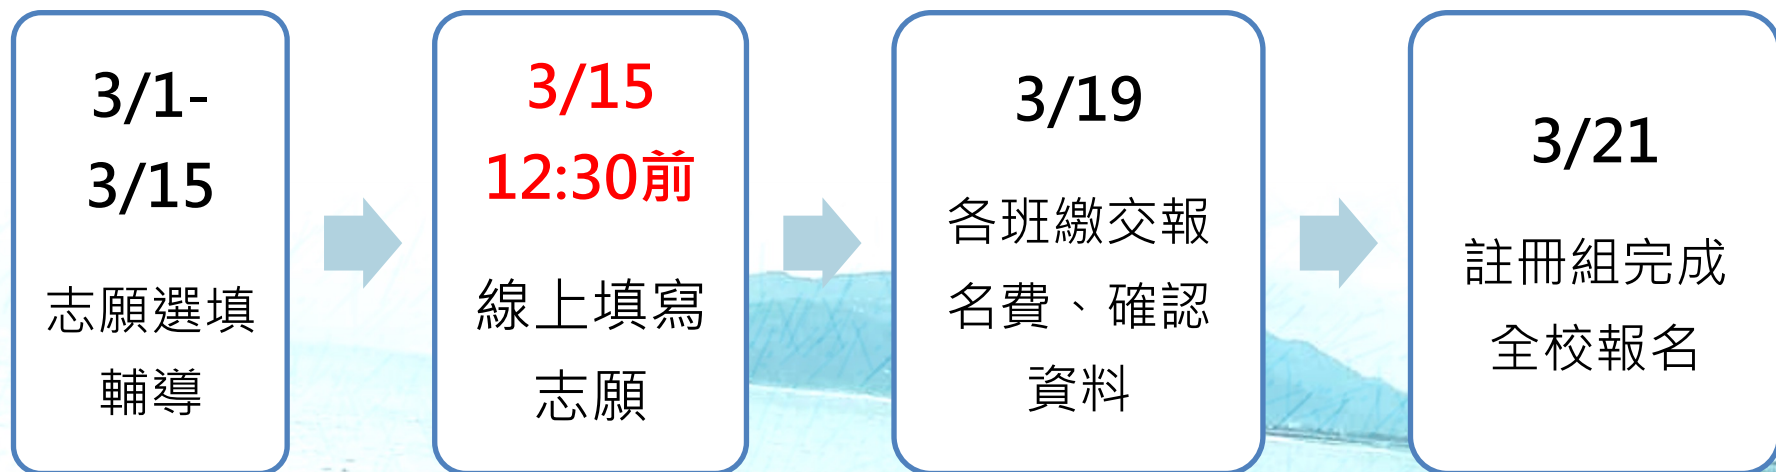 3/1-
3/15
志願選填
輔導
3/15
12:30前
線上填寫
志願
3/19
各班繳交報
名費、確認
資料
3/21
註冊組完成
全校報名